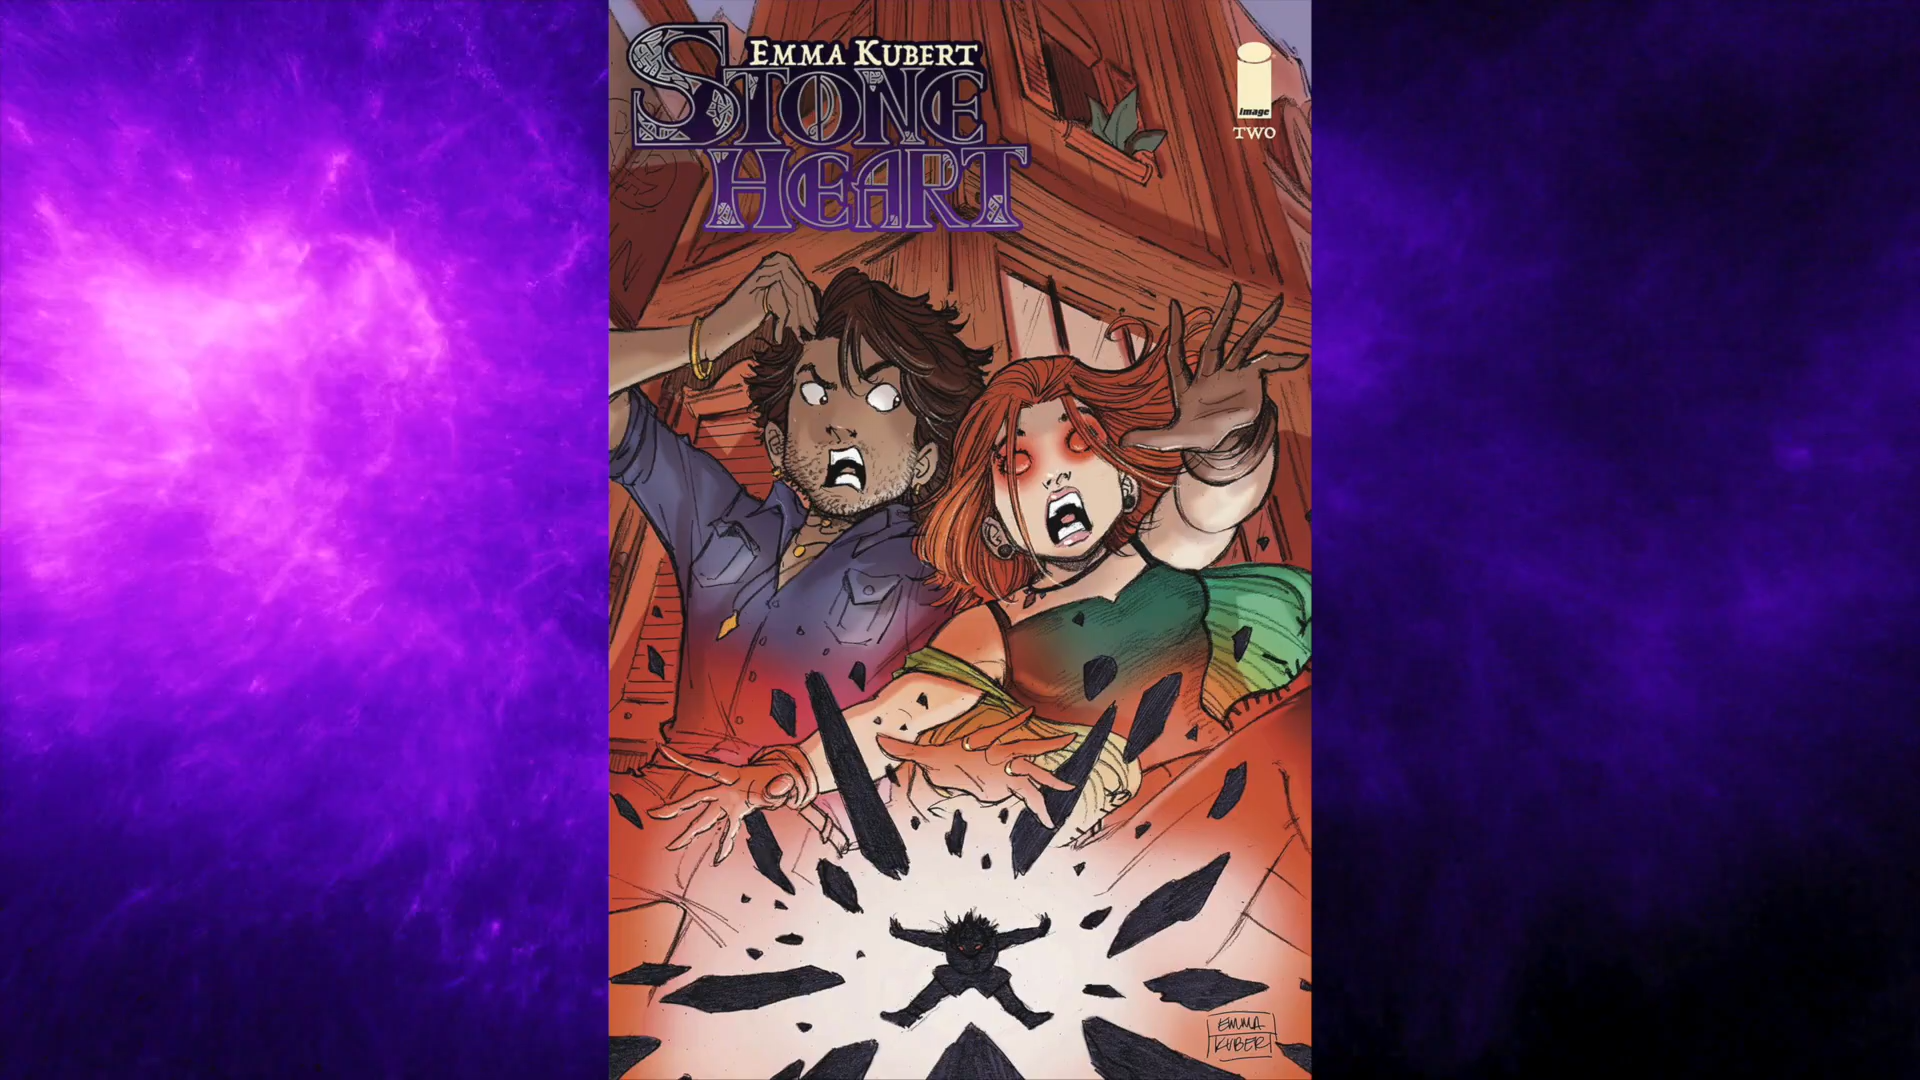 EMMA KUBERT
STONE
HEART
image
TWO
EMMA
KUBERT